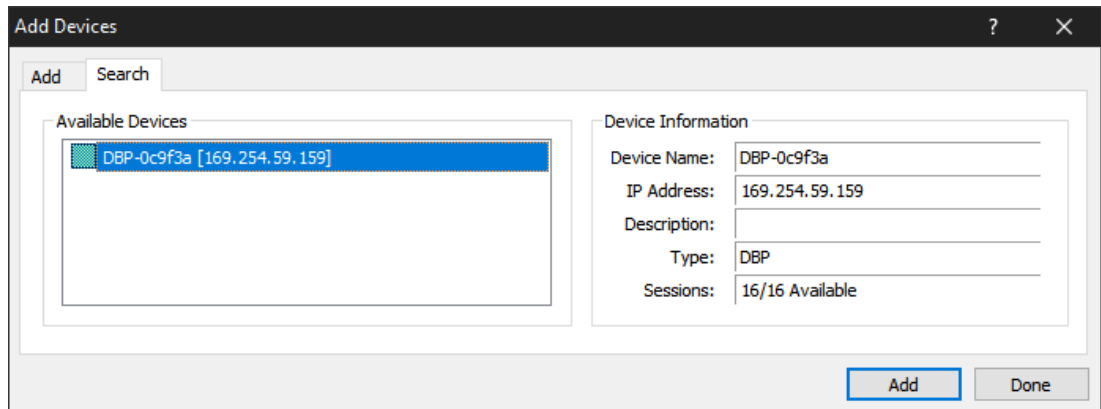 Add Devices
?
Add
Search
Available Devices
DBP-0c9f3a [169.254.59.159]
Device Information
Device Name: DBP-0c9f3a
IP Address: 169.254.59.159
Description:
Type: DBP
Sessions: 16/16 Available
Add
Done